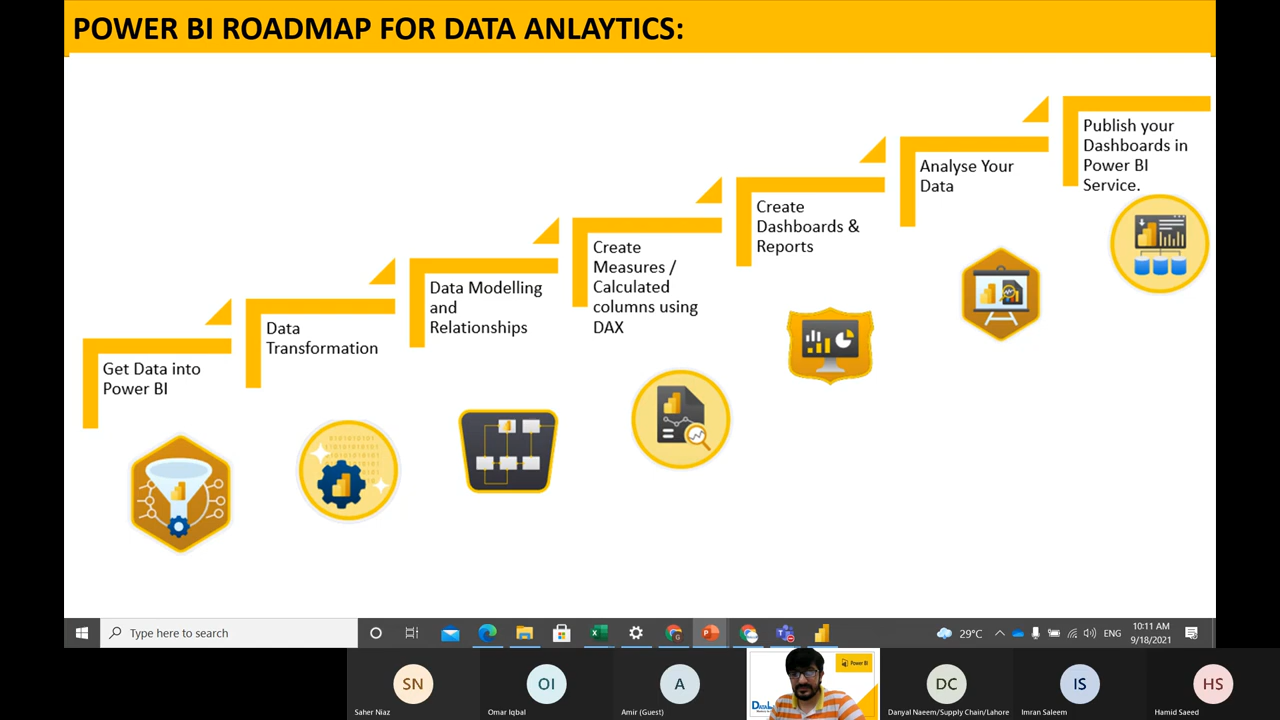 POWER BI ROADMAP FOR DATA ANLAYTICS:
Get Data into
Power BI
Data
Transformation
Data Modelling
and
Relationships
Create
Measures /
Calculated
columns using
DAX
Create
Dashboards &
Reports
Analyse Your
Data
Publish your
Dashboards in
Power BI
Service.
Type here to search
29°C
ENG
10:11 AM
9/18/2021
SN
Saher Niaz
OI
Omar Iqbal
A
Amir (Guest)
Power BI
DC
Danyal Naeem/Supply Chain/Lahore
IS
Imran Saleem
HS
Hamid Saeed